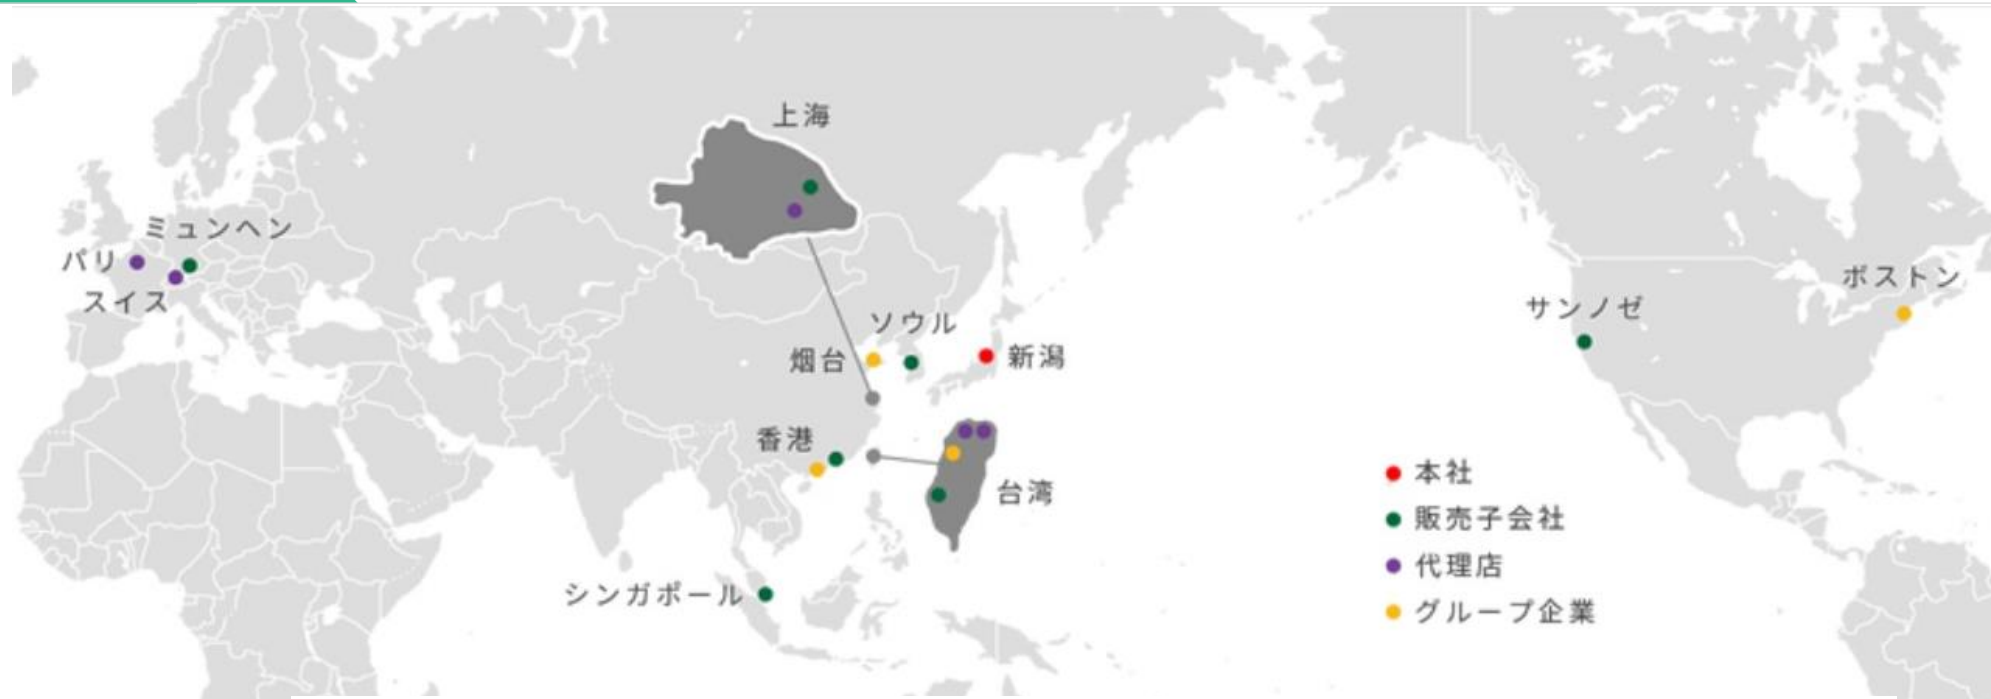 上海
ミュンヘン
パリ
スイス
ソウル
烟台
新潟
香港
台湾
シンガポール
サンノゼ
ボストン
本社
販売子会社
代理店
グループ企業